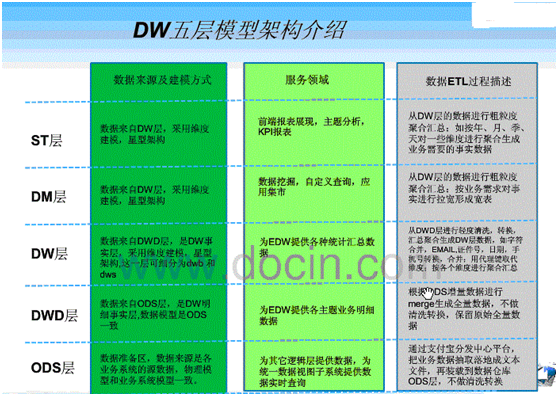 DW五层模型架构介绍
数据来源及建模方式
服务领域
数据ETL过程描述
ST层
数据来自DW层，采用维度
建模，星型架构
前端报表展现，主题分析，
KPI报表
从DW层的数据进行粗粒度
聚合汇总；如按年、月、季、
天对一些维度进行聚合生成
业务需要的事实数据
DM层
数据来自DW层，采用维度
建模，星型架构
数据挖掘，自定义查询，应
用集市
从DW层的数据进行粗粒度
聚合汇总；按业务需求对事
实进行拉宽形成宽表
DW层
数据来自DWD层，是DW事
实层，采用维度建模，星型
架构,这一层可细分为dwb 和
dws
为EDW提供各种统计汇总数
据
从DWD层进行轻度清洗，转换，
汇总聚合生成DW层数据，如字符
合并，EMAIL,证件号，日期，手
机号转换，合并；用代理键取代
维度；按各个维度进行聚合汇总
DWD层
数据来自ODS层，是DW明
细事实层,数据模型是ODS
一致
为EDW提供各主题业务明细
数据
根据ODS增量数据进行
merge生成全量数据，不做
清洗转换，保留原始全量数
据
ODS层
数据准备区，数据来源是各
业务系统的源数据，物理模
型和业务系统模型一致。
为其它逻辑层提供数据，为
统一数据视图子系统提供数
据实时查询
通过支付宝分发中心平台，
把业务数据抽取落地成文本
文件，再装载到数据仓库
ODS层，不做清洗转换
www.docin.com